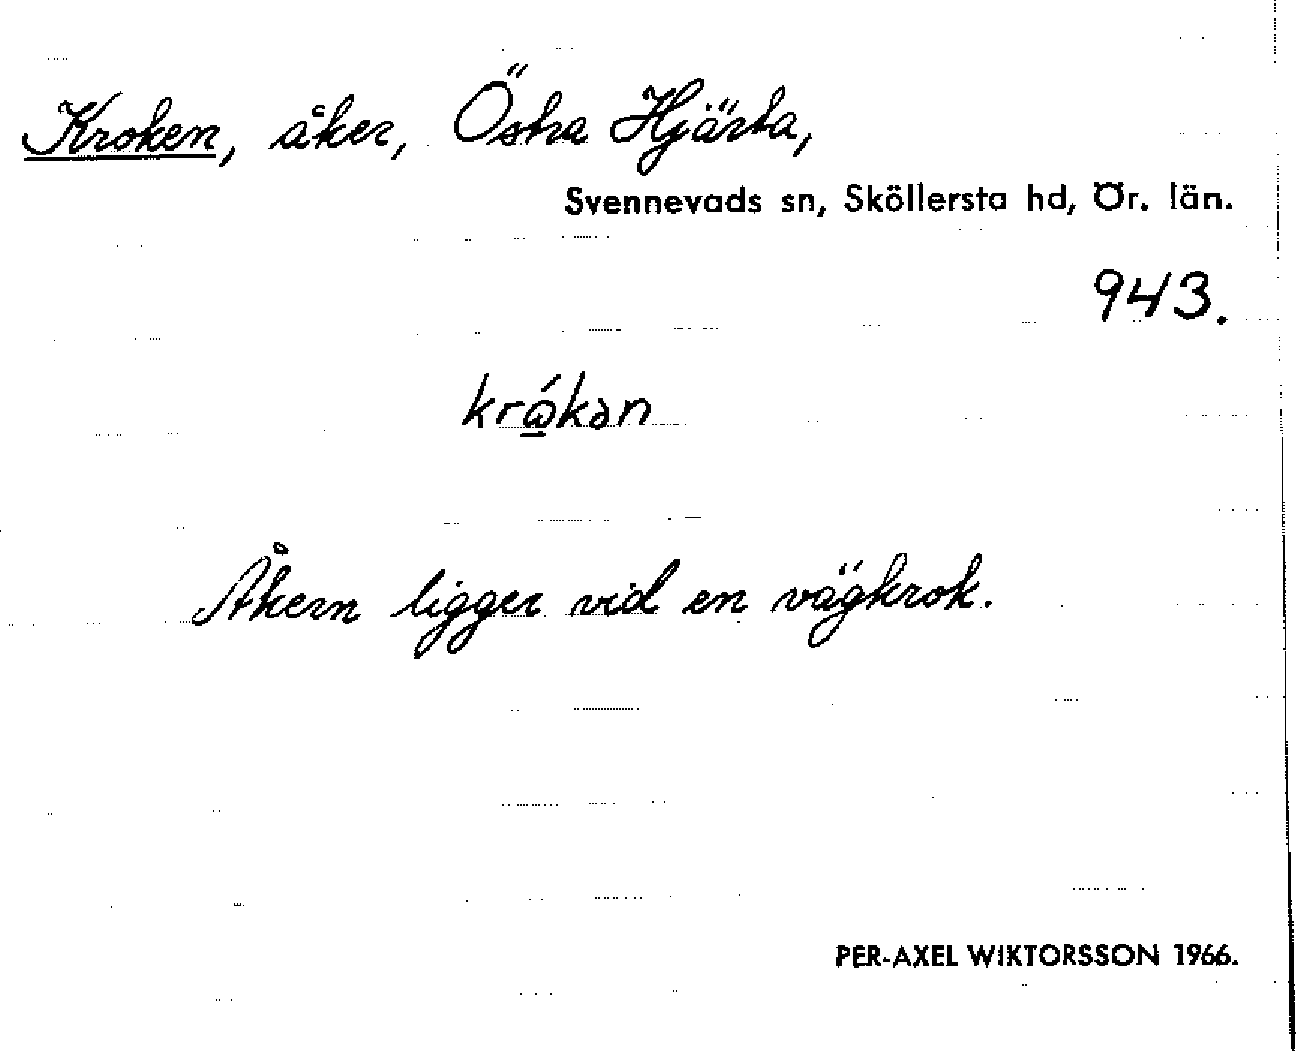 Kroken, åker, Östra Hjärta,
Svennevads sn, Sköllersta hd, Ör. län.
943.
krώ̲kən
Åkern ligger vid en vägkrok.
PER-AXEL WIKTORSSON 1966.